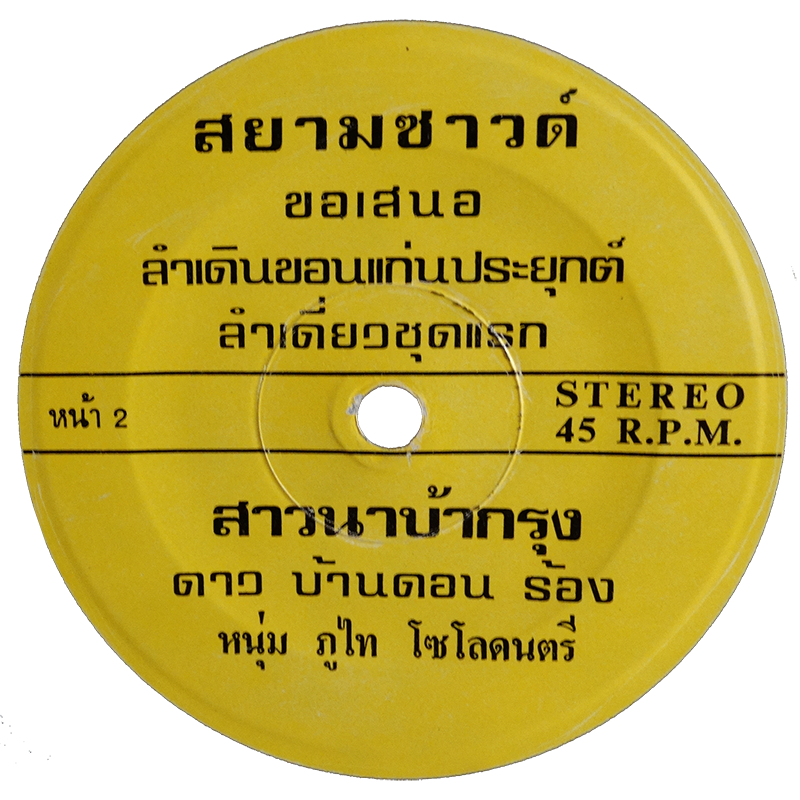 สยามซาวด์
ขอเสนอ
ลำเดินขอนแก่นประยุกต์
ลำเดี่ยวชุดแรก
หน้า 2
STEREO
45 R.P.M.
สาวนาบ้ากรุง
ดาว บ้านดอน ร้อง
หนุ่ม ภูไท โซโลดนตรี